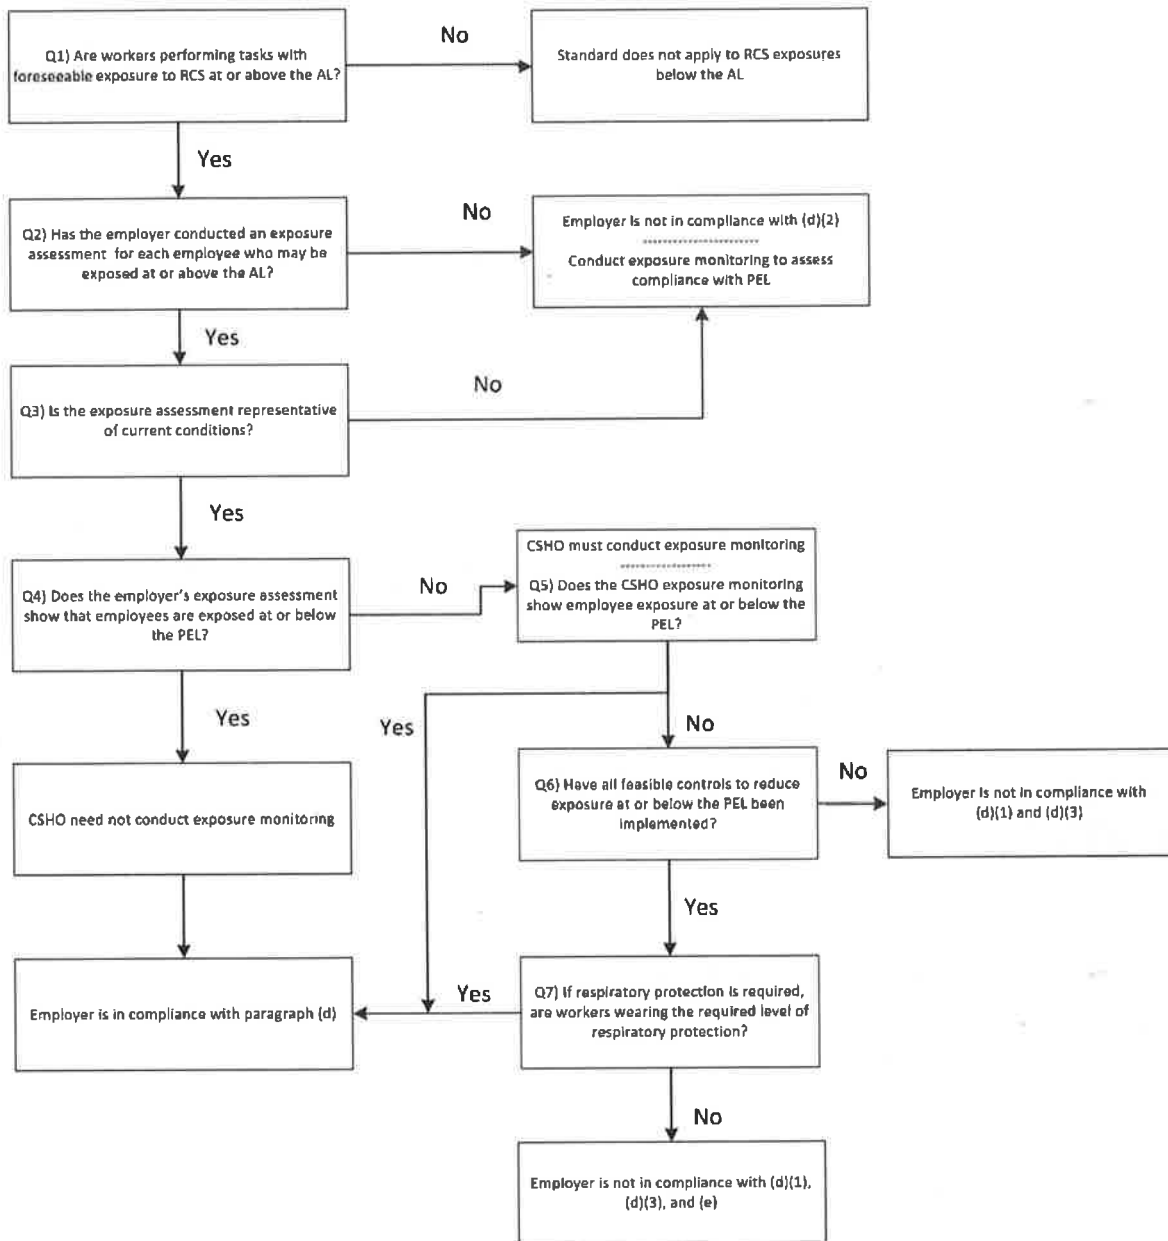 Q1) Are workers performing tasks with
foreseeable exposure to RCS at or above the AL?
No
Standard does not apply to RCS exposures
below the AL
Yes
Q2) Has the employer conducted an exposure
assessment for each employee who may be
exposed at or above the AL?
No
Employer is not in compliance with (d)(2)
Conduct exposure monitoring to assess
compliance with PEL
Yes
Q3) Is the exposure assessment representative
of current conditions?
No
Yes
Q4) Does the employer's exposure assessment
show that employees are exposed at or below
the PEL?
No
CSHO must conduct exposure monitoring
Q5) Does the CSHO exposure monitoring
show employee exposure at or below the
PEL?
Yes
Yes
No
CSHO need not conduct exposure monitoring
Q6) Have all feasible controls to reduce
exposure at or below the PEL been
implemented?
No
Employer is not in compliance with
(d)(1) and (d)(3)
Yes
Employer is in compliance with paragraph (d)
Yes
Q7) If respiratory protection is required,
are workers wearing the required level of
respiratory protection?
No
Employer is not in compliance with (d)(1),
(d)(3), and (e)